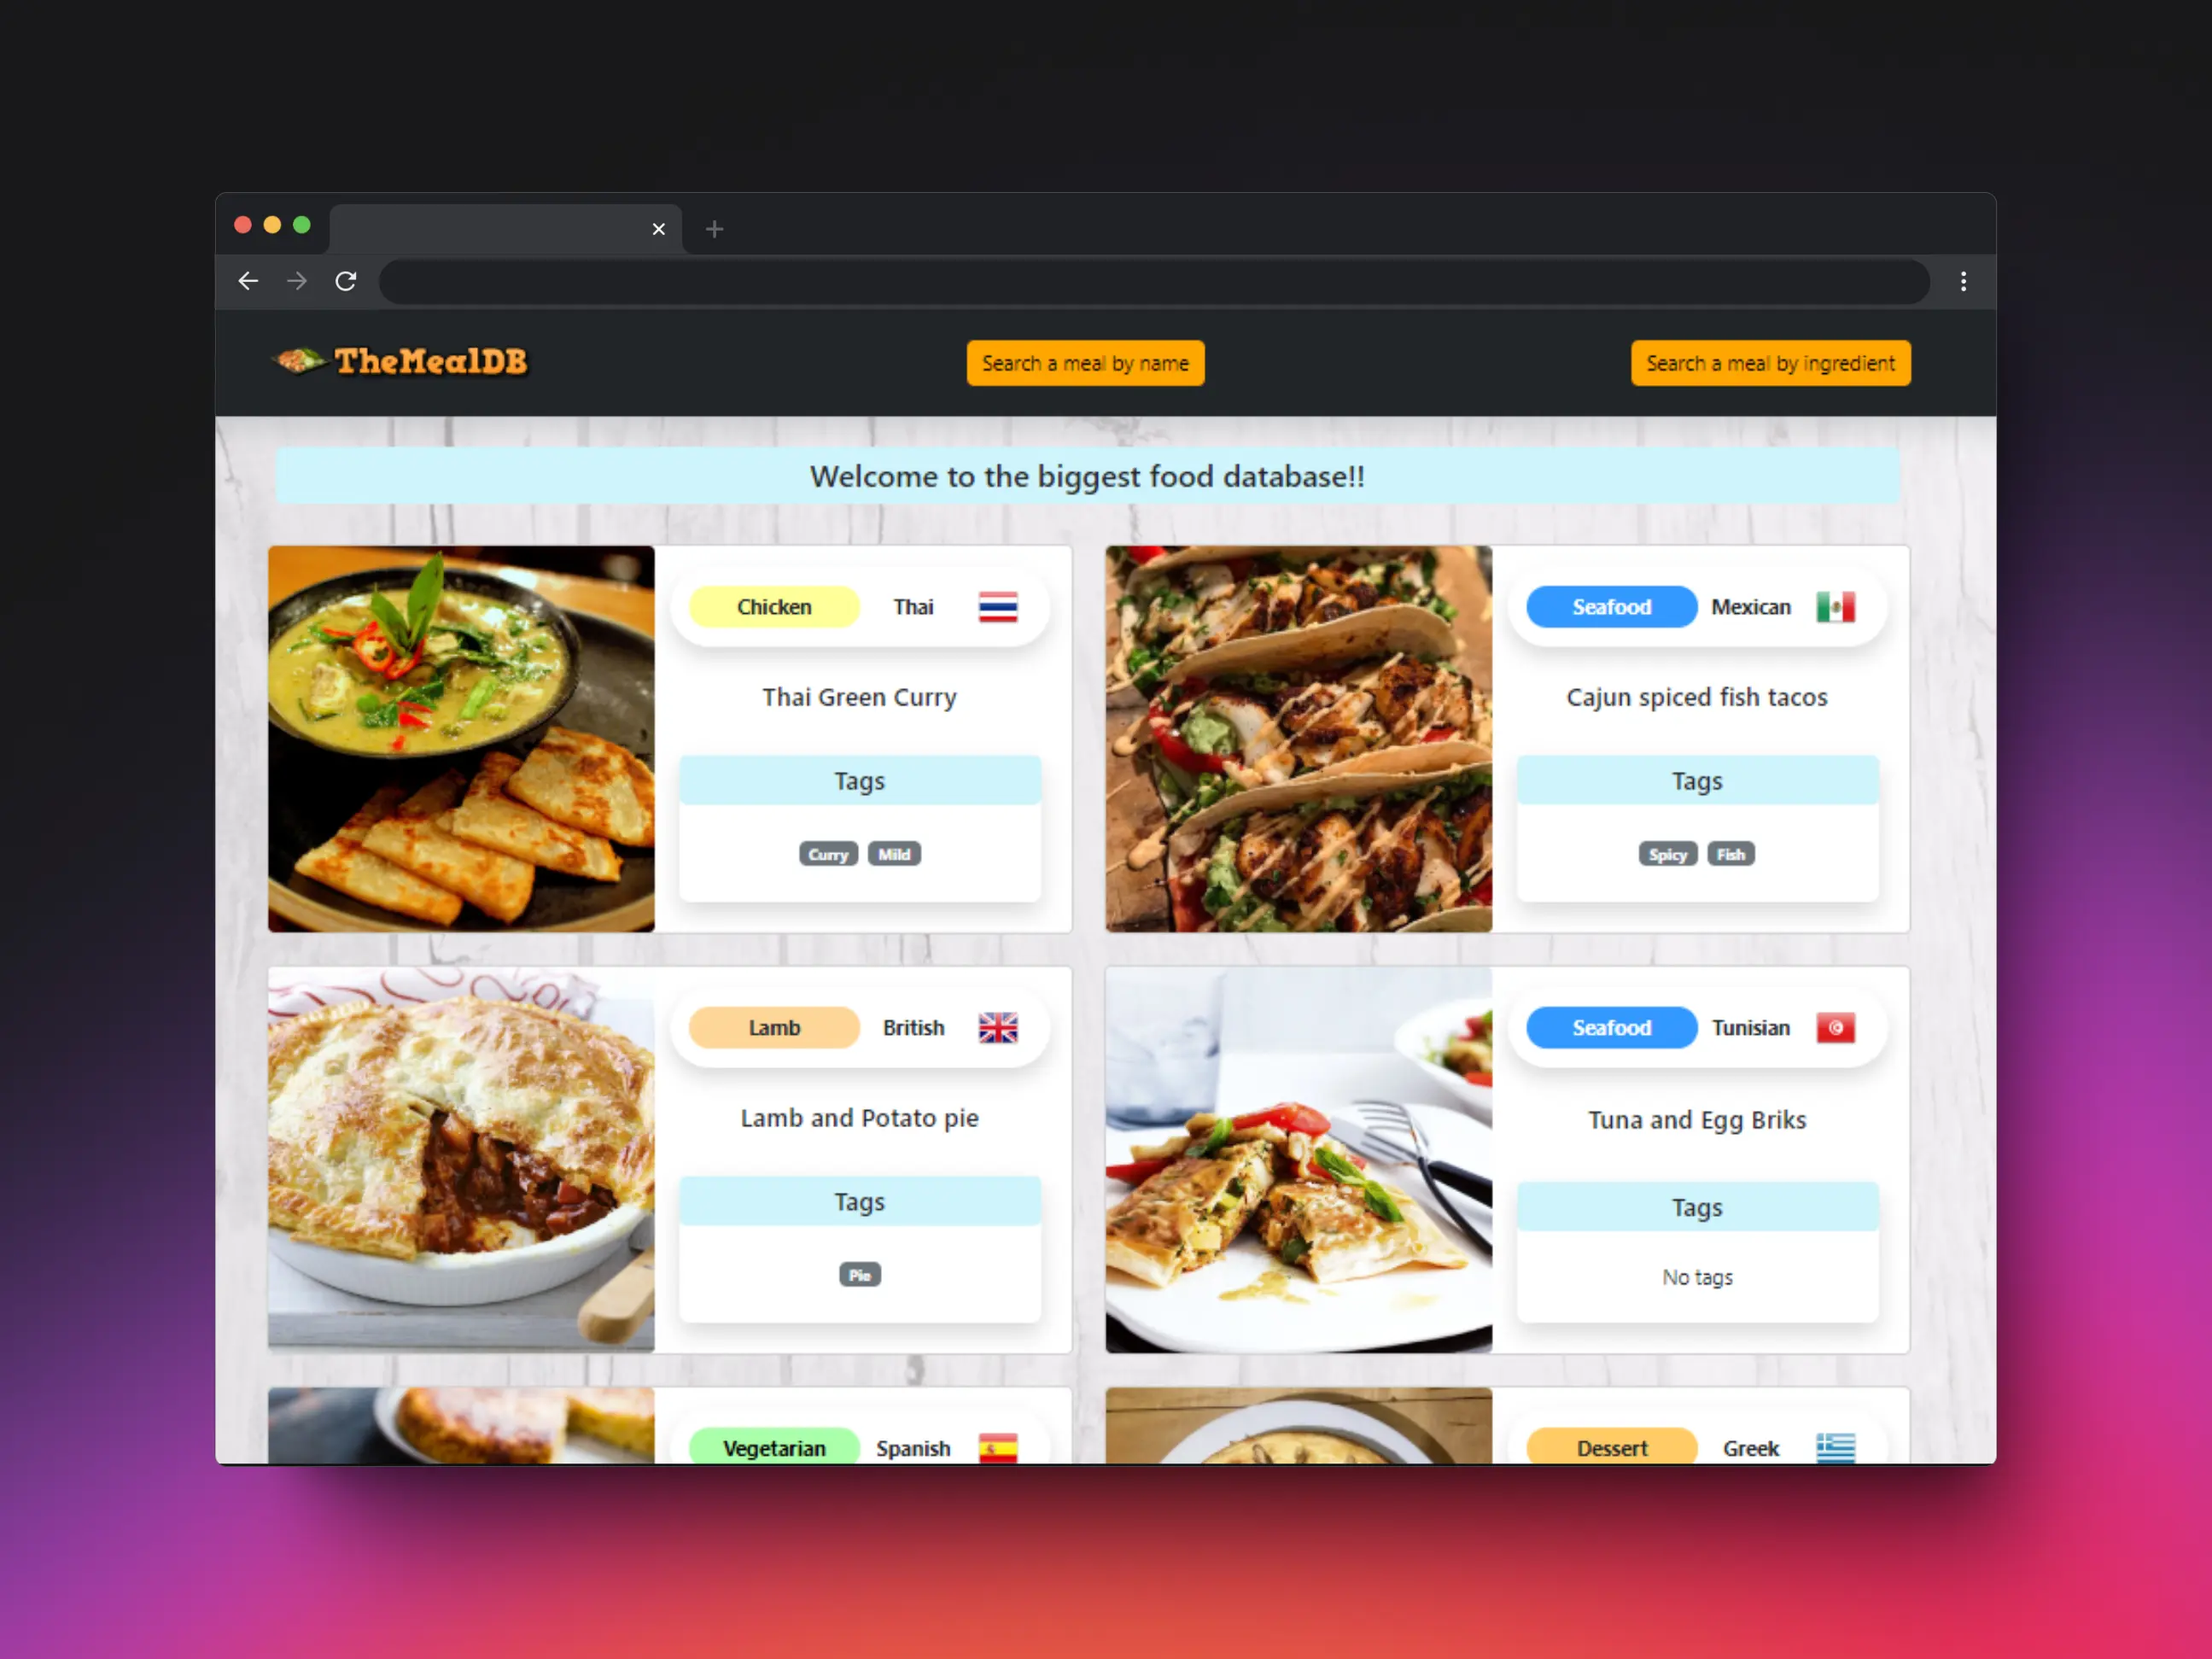 TheMealDB
Search a meal by name
Search a meal by ingredient
Welcome to the biggest food database!!
Chicken Thai
Thai Green Curry
Tags
Curry Mild
Seafood Mexican
Cajun spiced fish tacos
Tags
Spicy Fish
Lamb British
Lamb and Potato pie
Tags
Pie
Seafood Tunisian
Tuna and Egg Briks
Tags
No tags
Vegetarian Spanish
Dessert Greek